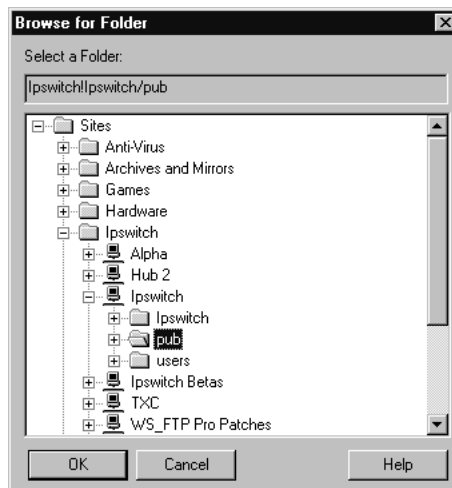 Browse for Folder
Select a Folder:
Ipswitch!Ipswitch/pub
Sites
Anti-Virus
Archives and Mirrors
Games
Hardware
Ipswitch
Alpha
Hub 2
Ipswitch
Ipswitch
pub
users
Ipswitch Betas
TXC
WS_FTP Pro Patches
OK Cancel Help